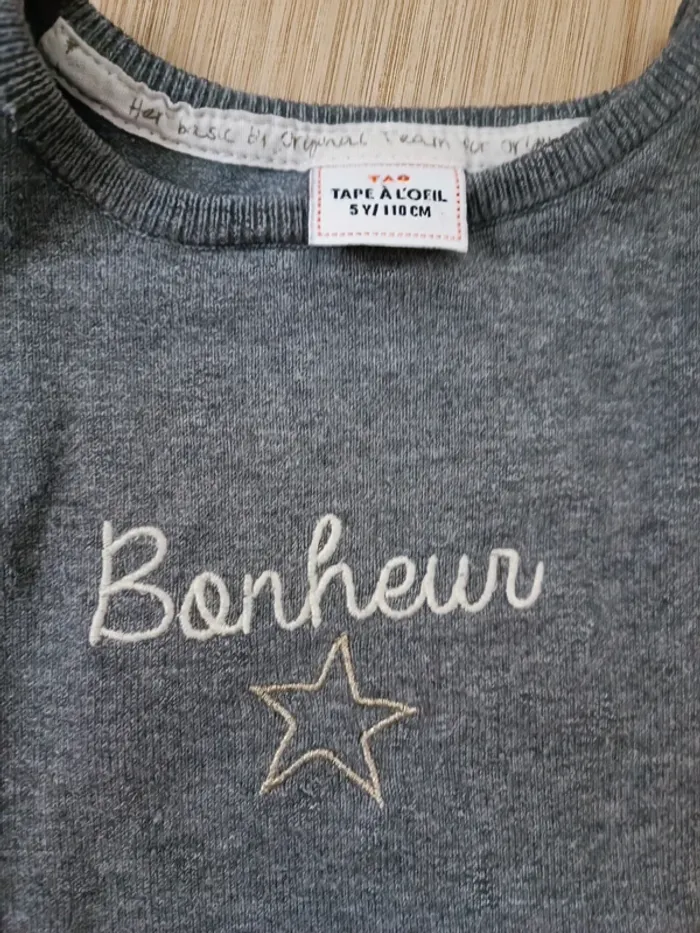 Her basic by Original Team for
TAO
TAPE À L'OEIL
5 Y/110 CM
Bonheur